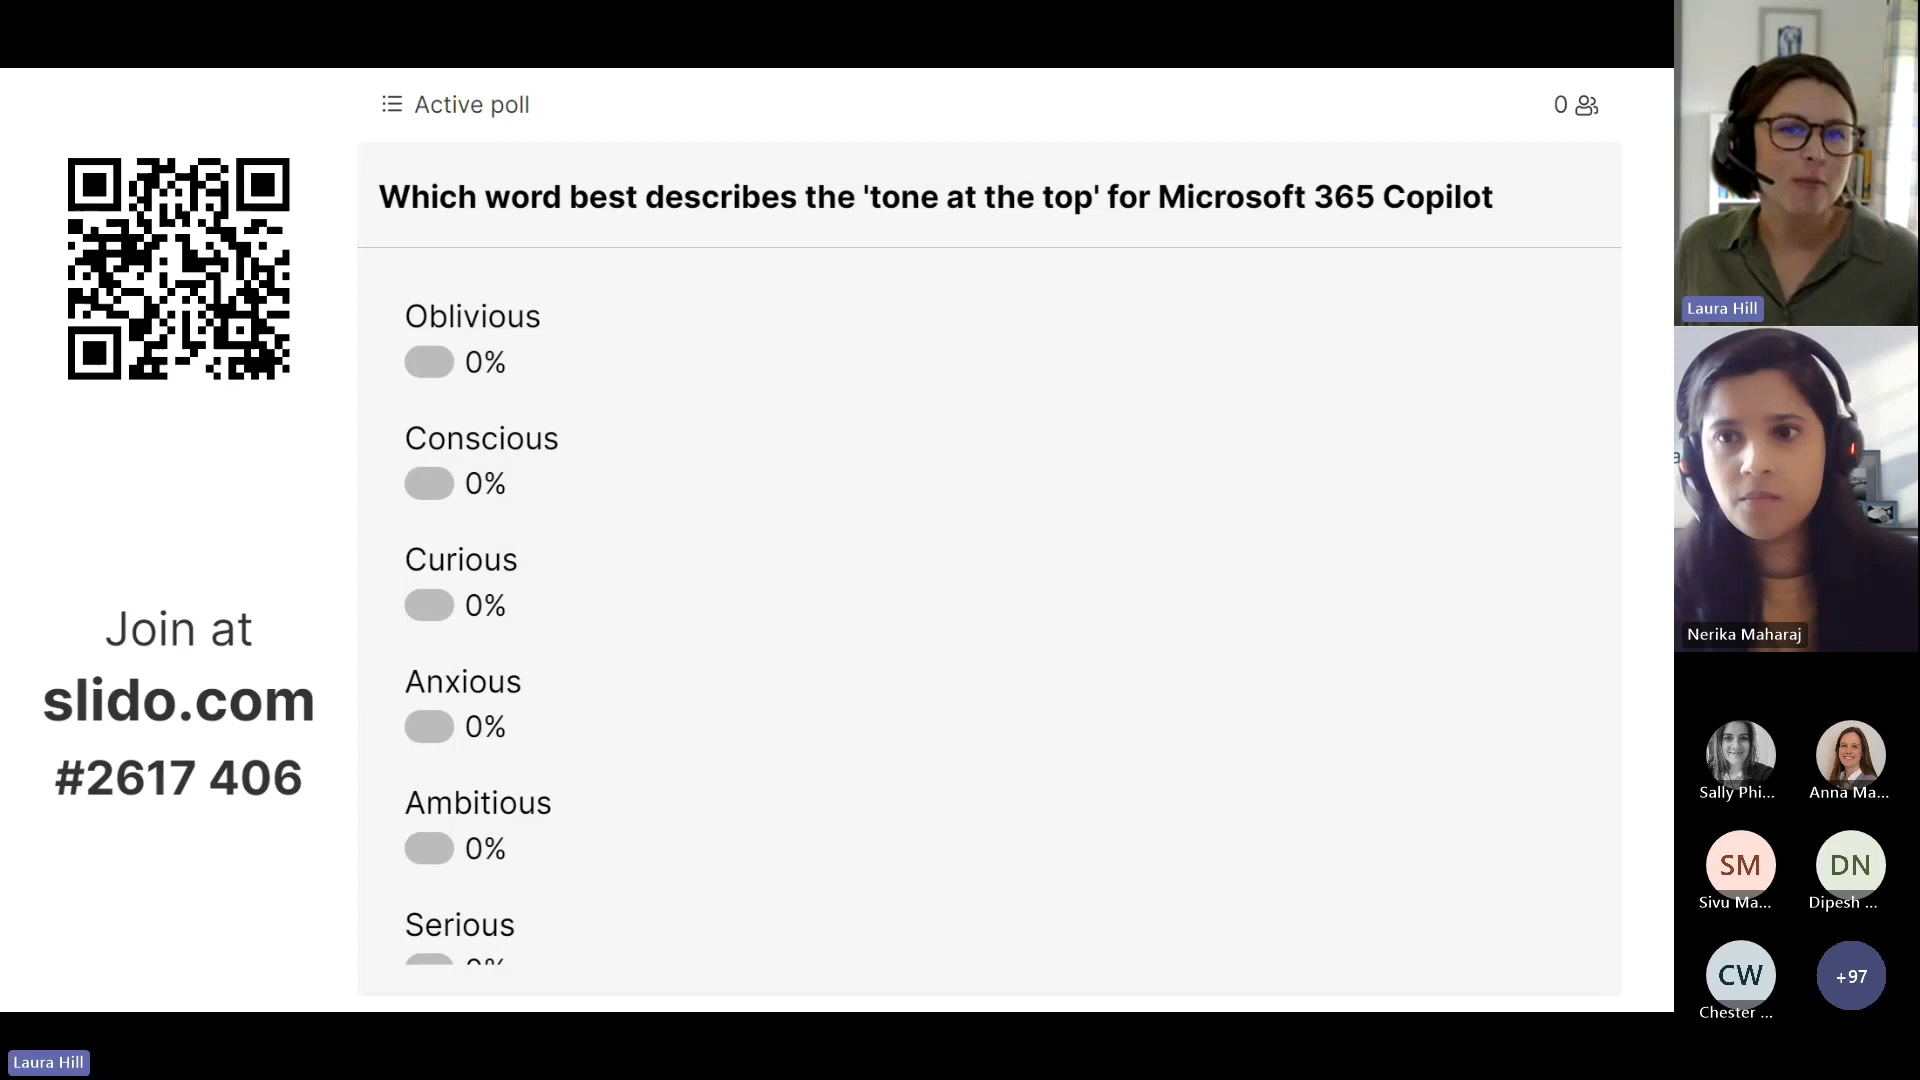 Active poll
0
Which word best describes the 'tone at the top' for Microsoft 365 Copilot
Oblivious
0%
Conscious
0%
Curious
0%
Anxious
0%
Ambitious
0%
Serious
0%
Join at
slido.com
#2617 406
Laura Hill
Nerika Maharaj
Sally Phi...
Anna Ma...
SM
Sivu Ma...
DN
Dipesh ...
CW
Chester ...
+97
Laura Hill